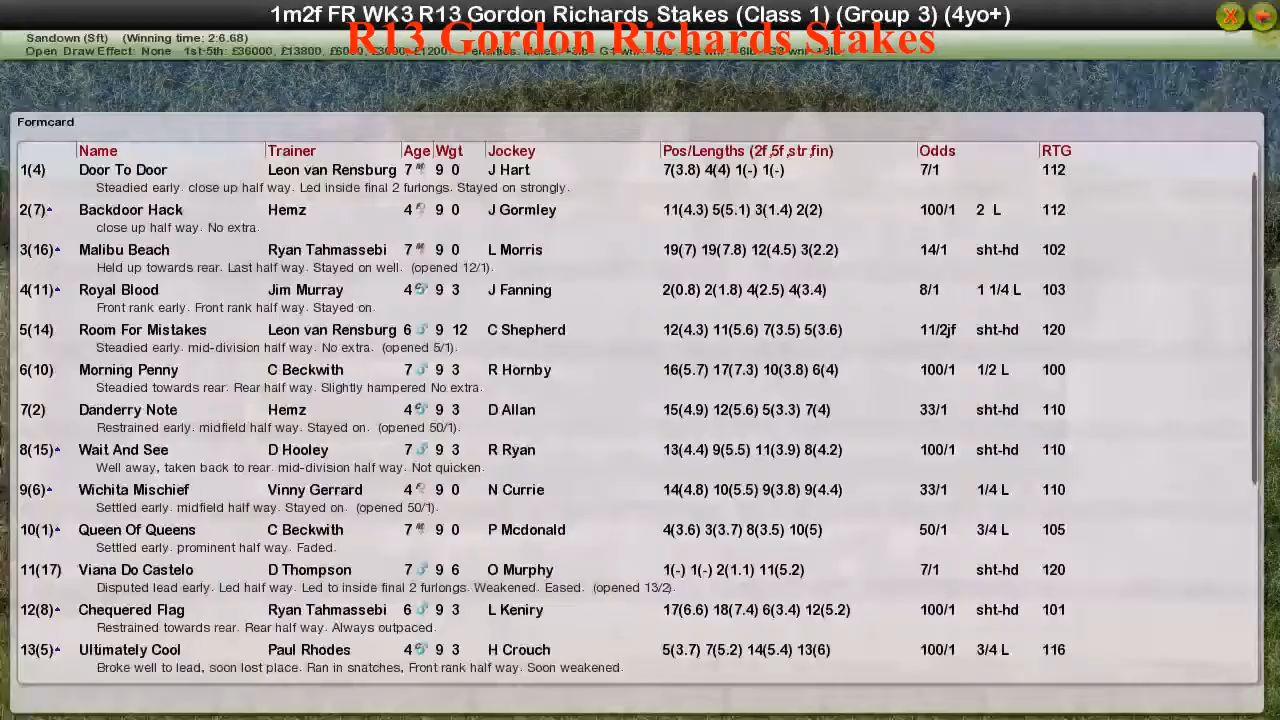 1m2f FR WK3 R13 Gordon Richards Stakes (Class 1) (Group 3) (4yo+)
R13 Gordon Richards Stakes
Sandown (Sft) (Winning time: 2:6.68)
Open Draw Effect: None 1st-5th: £36000, £13800, £6000, £3000, £1200
Formcard
Name Trainer Age Wgt Jockey Pos/Lengths (2f,5f,str,fin) Odds RTG
1(4) Door To Door Leon van Rensburg 7 9 0 J Hart 7(3.8) 4(4) 1(-) 1(-) 7/1 112
Steadied early. close up half way. Led inside final 2 furlongs. Stayed on strongly.
2(7) Backdoor Hack Hemz 4 9 0 J Gormley 11(4.3) 5(5.1) 3(1.4) 2(2) 100/1 2 L 112
close up half way. No extra.
3(16) Malibu Beach Ryan Tahmassebi 7 9 0 L Morris 19(7) 19(7.8) 12(4.5) 3(2.2) 14/1 sht-hd 102
Held up towards rear. Last half way. Stayed on well. (opened 12/1).
4(11) Royal Blood Jim Murray 4 9 3 J Fanning 2(0.8) 2(1.8) 4(2.5) 4(3.4) 8/1 1 1/4 L 103
Front rank early. Front rank half way. Stayed on.
5(14) Room For Mistakes Leon van Rensburg 6 9 12 C Shepherd 12(4.3) 11(5.6) 7(3.5) 5(3.6) 11/2jf sht-hd 120
Steadied early. mid-division half way. No extra. (opened 5/1).
6(10) Morning Penny C Beckwith 7 9 3 R Hornby 16(5.7) 17(7.3) 10(3.8) 6(4) 100/1 1/2 L 100
Steadied towards rear. Rear half way. Slightly hampered No extra.
7(2) Danderry Note Hemz 4 9 3 D Allan 15(4.9) 12(5.6) 5(3.3) 7(4) 33/1 sht-hd 110
Restrained early. midfield half way. Stayed on. (opened 50/1).
8(15) Wait And See D Hooley 7 9 3 R Ryan 13(4.4) 9(5.5) 11(3.9) 8(4.2) 100/1 sht-hd 110
Well away, taken back to rear. mid-division half way. Not quicken.
9(6) Wichita Mischief Vinny Gerrard 4 9 0 N Currie 14(4.8) 10(5.5) 9(3.8) 9(4.4) 33/1 1/4 L 110
Settled early. midfield half way. Stayed on. (opened 50/1).
10(1) Queen Of Queens C Beckwith 7 9 0 P Mcdonald 4(3.6) 3(3.7) 8(3.5) 10(5) 50/1 3/4 L 105
Settled early. prominent half way. Faded.
11(17) Viana Do Castelo D Thompson 7 9 6 O Murphy 1(-) 1(-) 2(1.1) 11(5.2) 7/1 sht-hd 120
Disputed lead early. Led half way. Led to inside final 2 furlongs. Weakened. Eased. (opened 13/2).
12(8) Chequered Flag Ryan Tahmassebi 6 9 3 L Keniry 17(6.6) 18(7.4) 6(3.4) 12(5.2) 100/1 sht-hd 101
Restrained towards rear. Rear half way. Always outpaced.
13(5) Ultimately Cool Paul Rhodes 4 9 3 H Crouch 5(3.7) 7(5.2) 14(5.4) 13(6) 100/1 3/4 L 116
Broke well to lead, soon lost place. Ran in snatches, Front rank half way. Soon weakened.